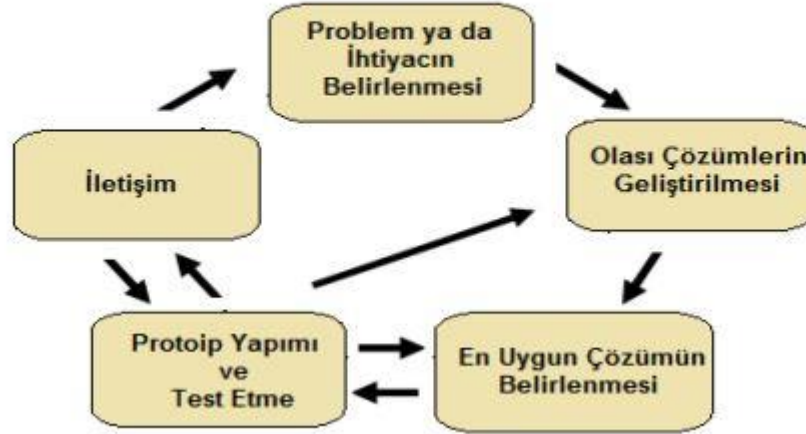 Problem ya da
İhtiyacın
Belirlenmesi
İletişim
Olası Çözümlerin
Geliştirilmesi
Protoip Yapımı
ve
Test Etme
En Uygun Çözümün
Belirlenmesi